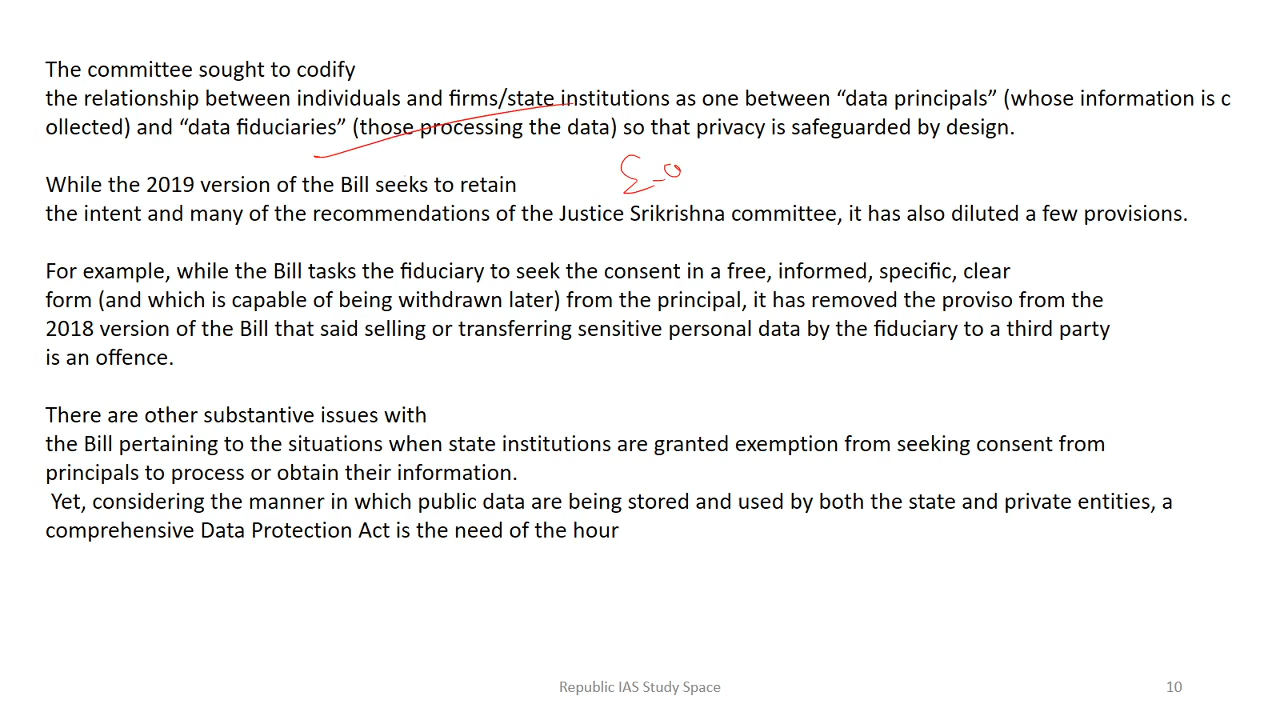 The committee sought to codify
the relationship between individuals and firms/state institutions as one between “data principals” (whose information is c
ollected) and “data fiduciaries” (those processing the data) so that privacy is safeguarded by design.
While the 2019 version of the Bill seeks to retain
the intent and many of the recommendations of the Justice Srikrishna committee, it has also diluted a few provisions.
For example, while the Bill tasks the fiduciary to seek the consent in a free, informed, specific, clear
form (and which is capable of being withdrawn later) from the principal, it has removed the proviso from the
2018 version of the Bill that said selling or transferring sensitive personal data by the fiduciary to a third party
is an offence.
There are other substantive issues with
the Bill pertaining to the situations when state institutions are granted exemption from seeking consent from
principals to process or obtain their information.
Yet, considering the manner in which public data are being stored and used by both the state and private entities, a
comprehensive Data Protection Act is the need of the hour
Republic IAS Study Space
10